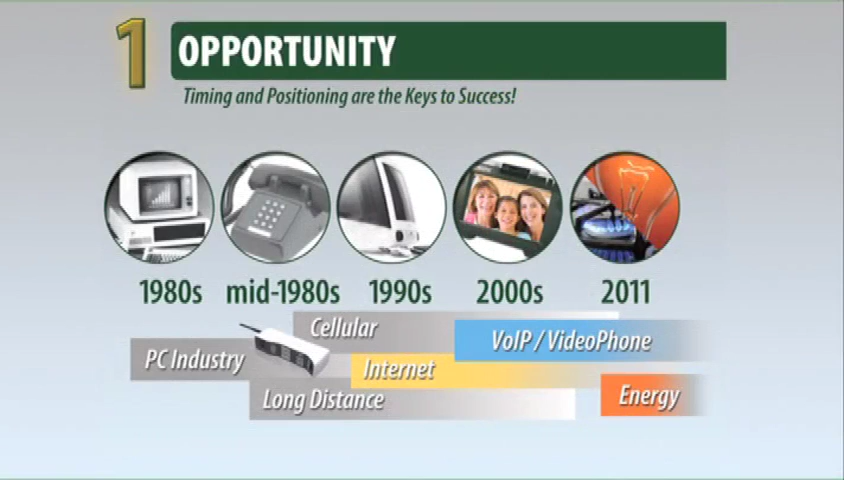 1 OPPORTUNITY
Timing and Positioning are the Keys to Success!
1980s mid-1980s 1990s 2000s 2011
Cellular
VoIP / VideoPhone
PC Industry
Internet
Energy
Long Distance